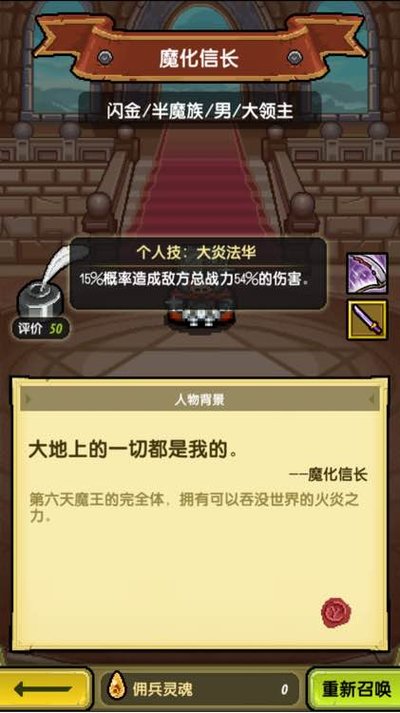 魔化信长
闪金/半魔族/男/大领主
个人技：大炎法华
15%概率造成敌方总战力54%的伤害。
评价 50
人物背景
大地上的一切都是我的。
--魔化信长
第六天魔王的完全体，拥有可以吞没世界的火炎之
力。
佣兵灵魂 0
重新召唤